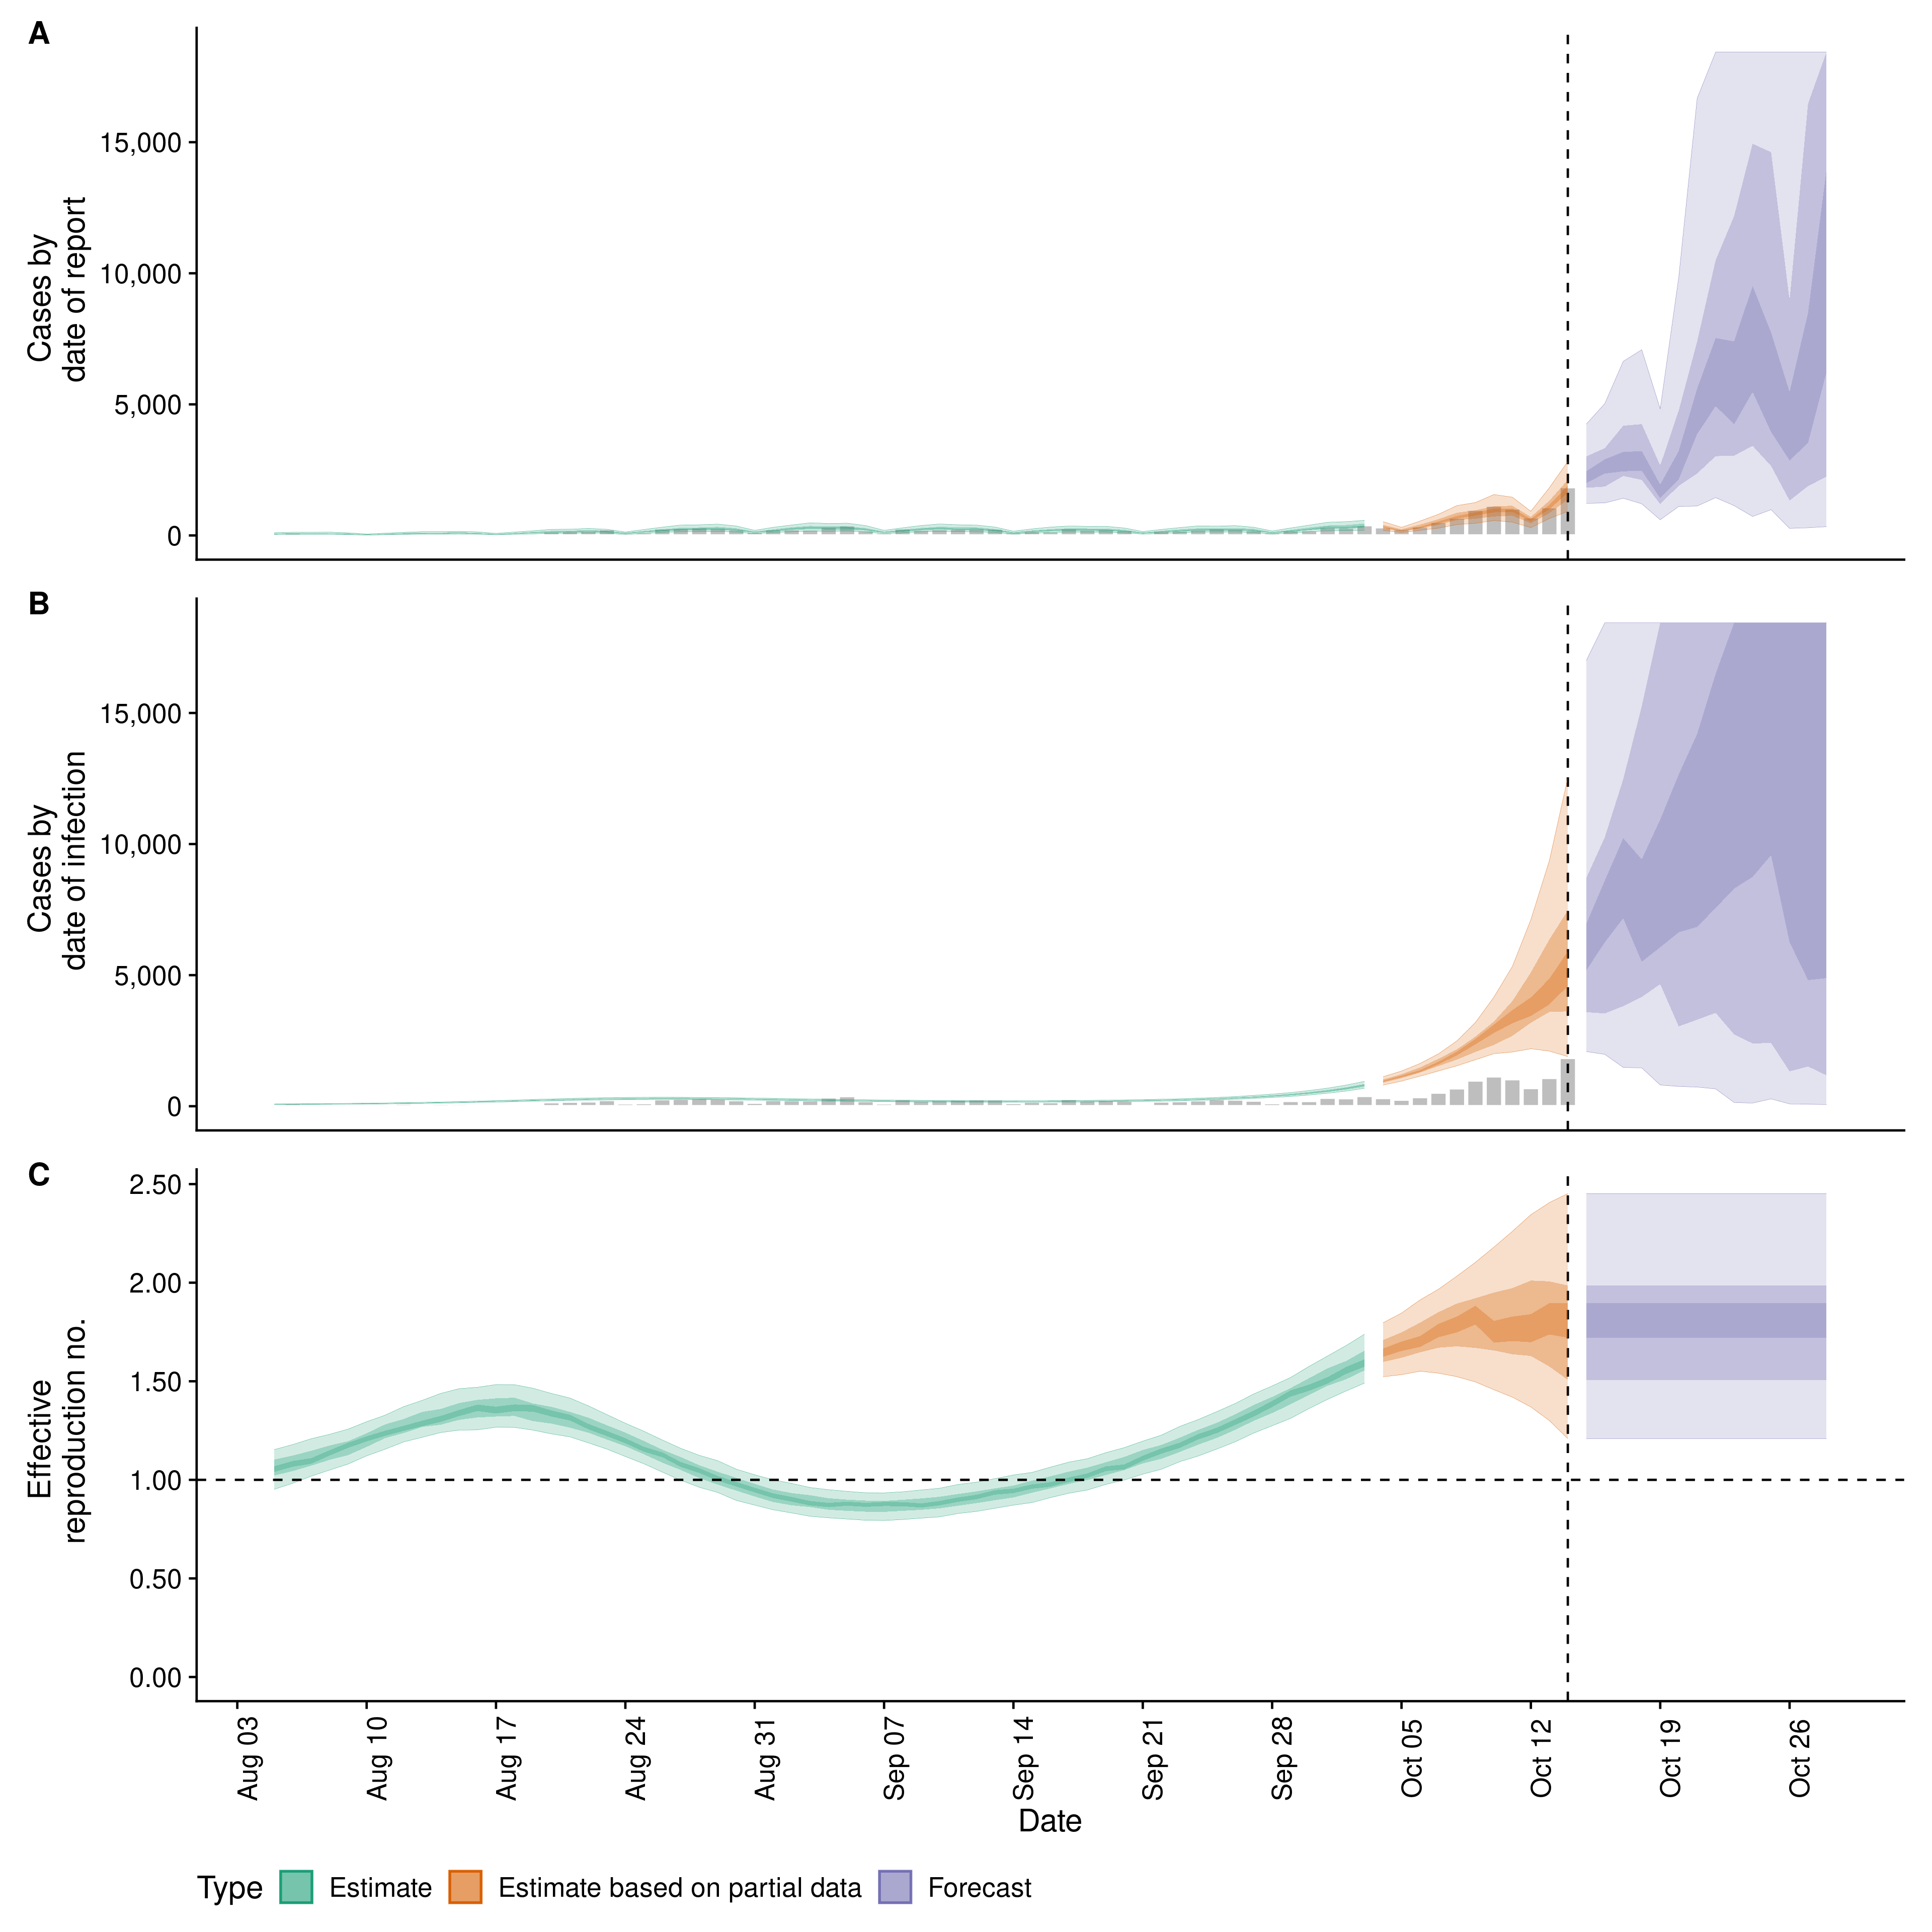 A
Cases by
date of report
15,000
10,000
5,000
0
B
Cases by
date of infection
15,000
10,000
5,000
0
C
Effective
reproduction no.
2.50
2.00
1.50
1.00
0.50
0.00
Aug 03
Aug 10
Aug 17
Aug 24
Aug 31
Sep 07
Sep 14
Sep 21
Sep 28
Oct 05
Oct 12
Oct 19
Oct 26
Date
Type Estimate Estimate based on partial data Forecast